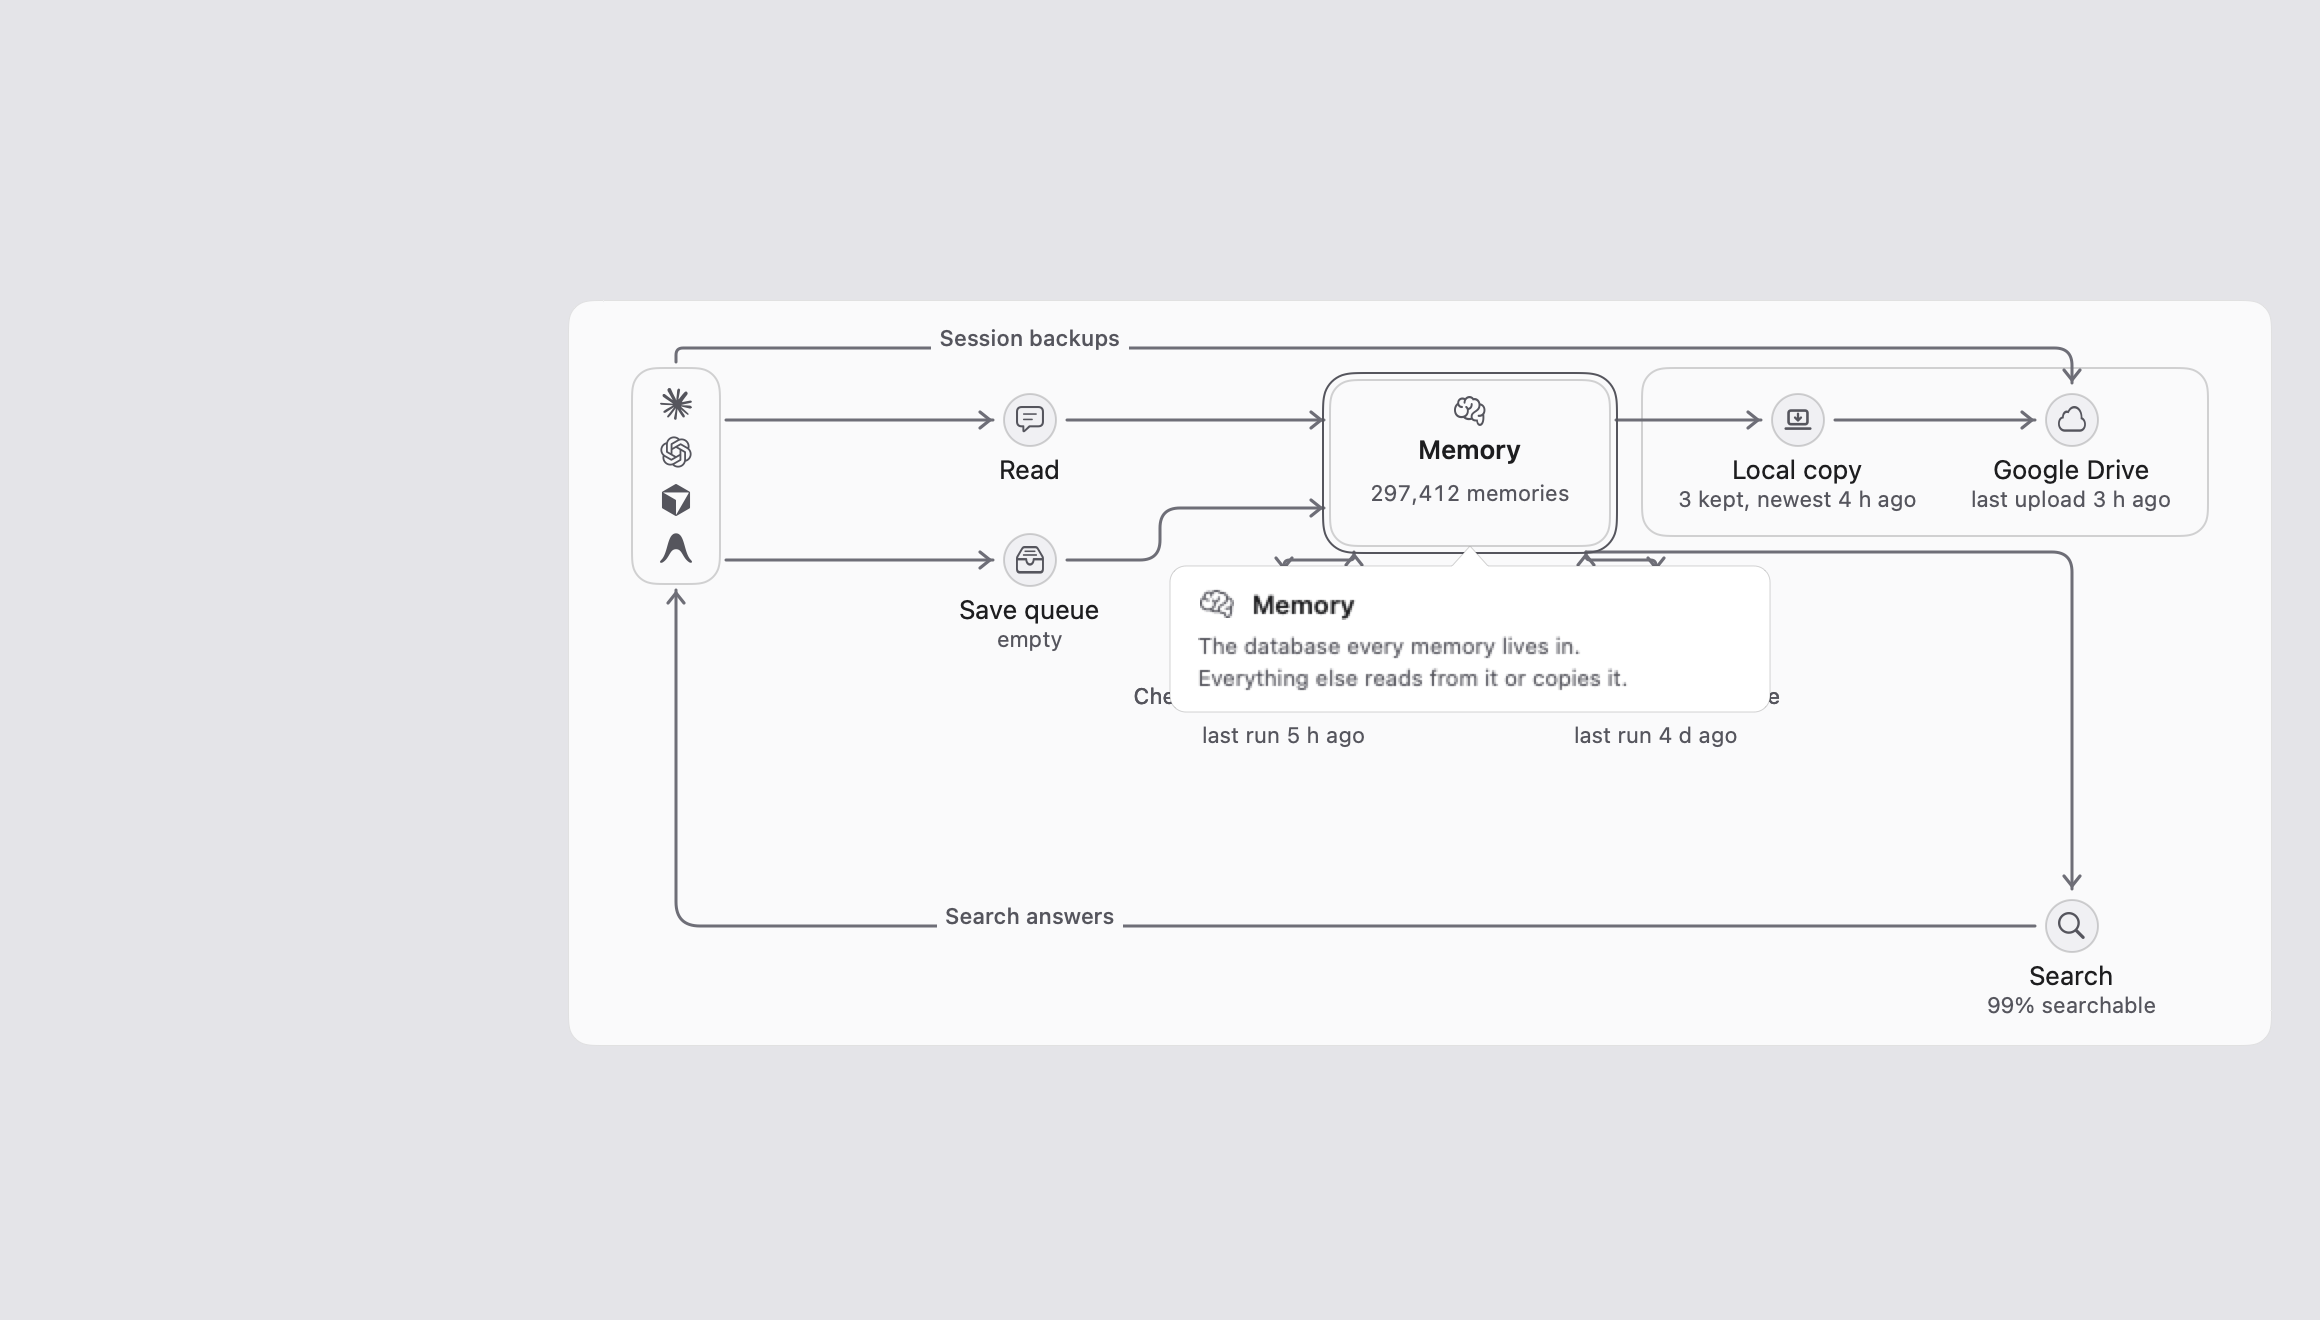 Session backups
Read
Memory
297,412 memories
Local copy
3 kept, newest 4 h ago
Google Drive
last upload 3 h ago
Save queue
empty
Memory
The database every memory lives in.
Everything else reads from it or copies it.
last run 5 h ago
last run 4 d ago
Search answers
Search
99% searchable